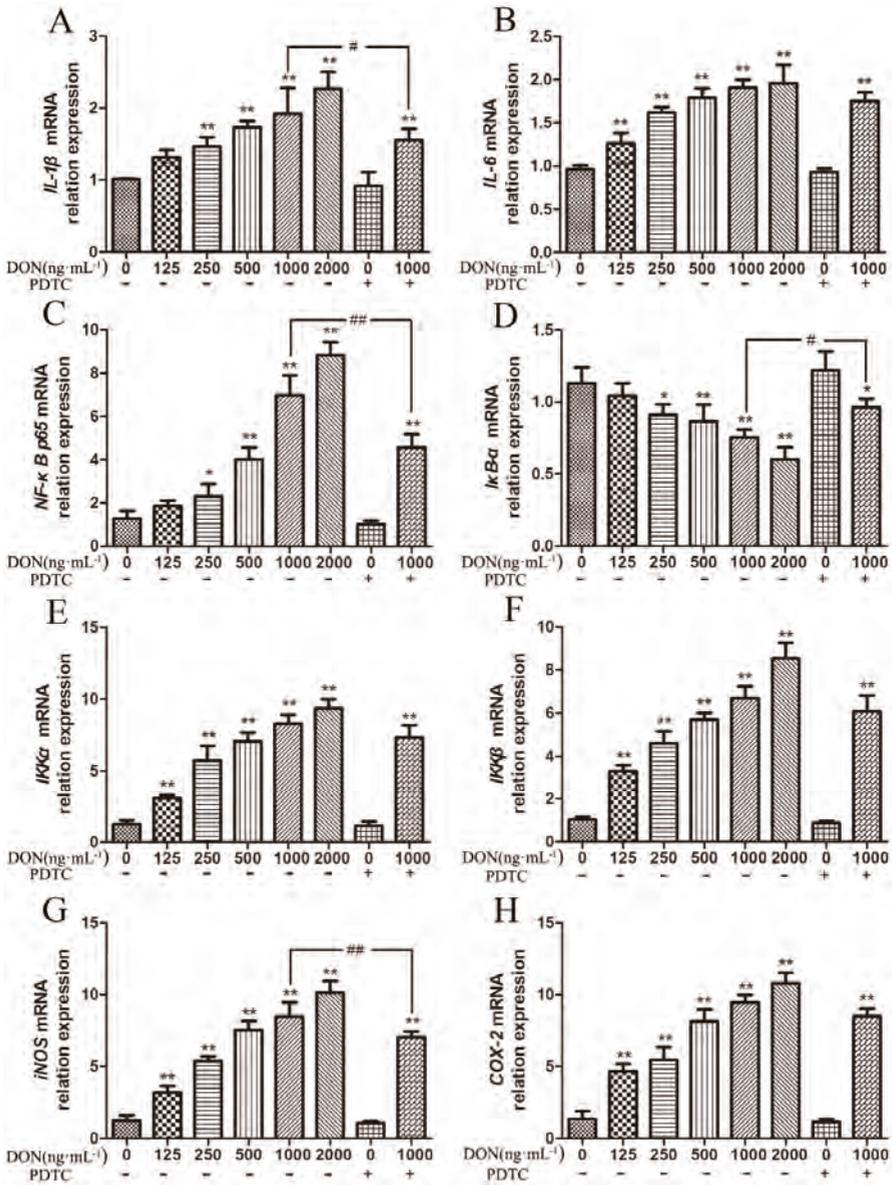 A
IL-1β mRNA
relation expression
3
2
1
0
** ** ** ** **
#
DON(ng·mL-1) 0 125 250 500 1000 2000 0 1000
PDTC - - - - - - + +
B
IL-6 mRNA
relation expression
2.5
2.0
1.5
1.0
0.5
0.0
** ** ** ** ** **
DON(ng·mL-1) 0 125 250 500 1000 2000 0 1000
PDTC - - - - - - + +
C
NF-κ B p65 mRNA
relation expression
10
8
6
4
2
0
* ** ** ** **
##
DON(ng·mL-1) 0 125 250 500 1000 2000 0 1000
PDTC - - - - - - + +
D
IκB-α mRNA
relation expression
1.5
1.0
0.5
0.0
* ** ** ** *
#
DON(ng·mL-1) 0 125 250 500 1000 2000 0 1000
PDTC - - - - - - + +
E
IKKα mRNA
relation expression
15
10
5
0
** ** ** ** ** **
DON(ng·mL-1) 0 125 250 500 1000 2000 0 1000
PDTC - - - - - - + +
F
IKKβ mRNA
relation expression
10
8
6
4
2
0
** ** ** ** ** **
DON(ng·mL-1) 0 125 250 500 1000 2000 0 1000
PDTC - - - - - - + +
G
iNOS mRNA
relation expression
15
10
5
0
** ** ** ** ** **
##
DON(ng·mL-1) 0 125 250 500 1000 2000 0 1000
PDTC - - - - - - + +
H
COX-2 mRNA
relation expression
15
10
5
0
** ** ** ** ** **
DON(ng·mL-1) 0 125 250 500 1000 2000 0 1000
PDTC - - - - - - + +